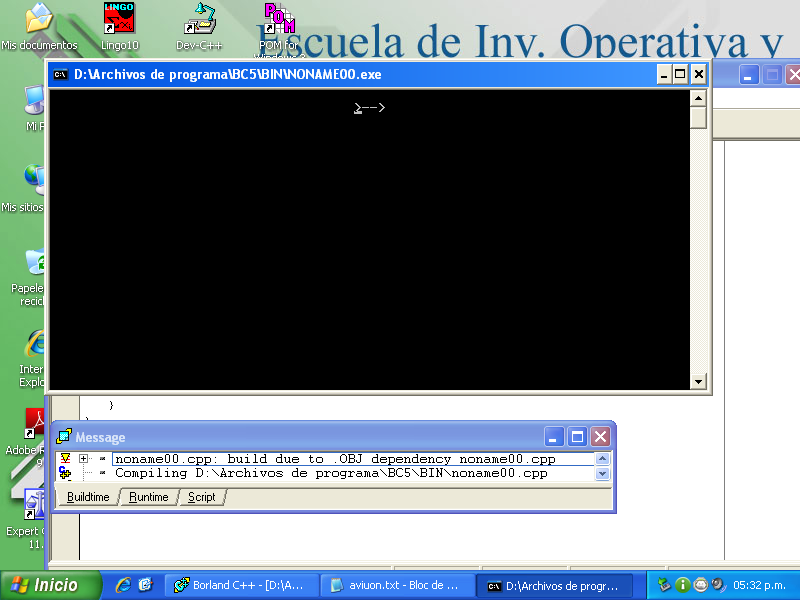 LINGO
POM
Mis documentos
Lingo10
Dev-C++
POM for
Escuela de Inv. Operativa y
D:\Archivos de programa\BC5\BIN\NONAME00.exe
>-->
Mi
Mis sitios
Papele
recic
Inter
Explo
}
Adobe R
9
Message
noname00.cpp: build due to .OBJ dependency noname00.cpp
Compiling D:\Archivos de programa\BC5\BIN\noname00.cpp
Buildtime
Runtime
Script
Expert
11.
Inicio
Borland C++ - [D:\A...
aviuon.txt - Bloc de ...
D:\Archivos de progr...
05:32 p.m.